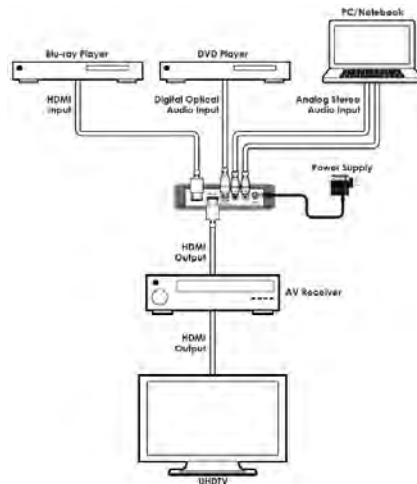 PC/Notebook
Blu-ray Player
DVD Player
HDMI
Input
Digital Optical
Audio Input
Analog Stereo
Audio Input
Power Supply
HDMI
Output
AV Receiver
HDMI
Output
UHDTV